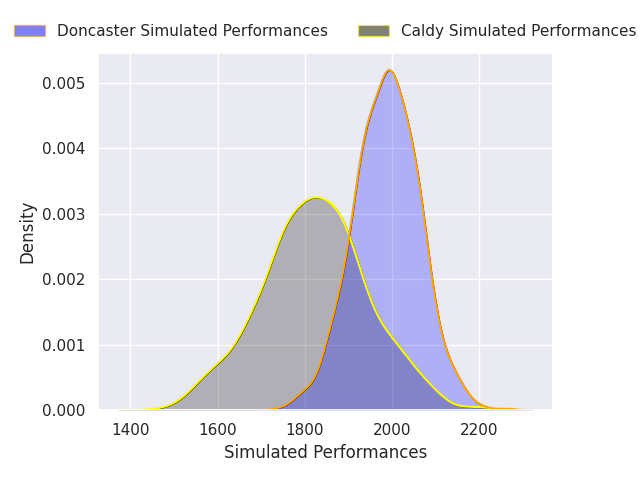 Doncaster Simulated Performances
Caldy Simulated Performances
0.005
0.004
0.003
0.002
0.001
0.000
Density
1400
1600
1800
2000
2200
Simulated Performances